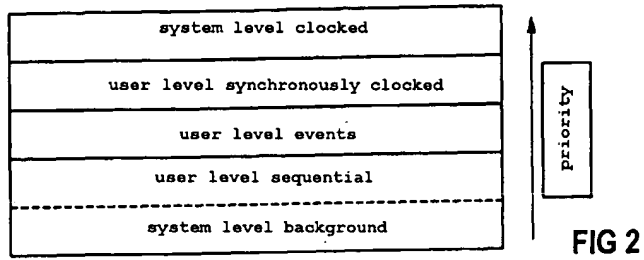 system level clocked
user level synchronously clocked
user level events
user level sequential
system level background
priority
FIG 2